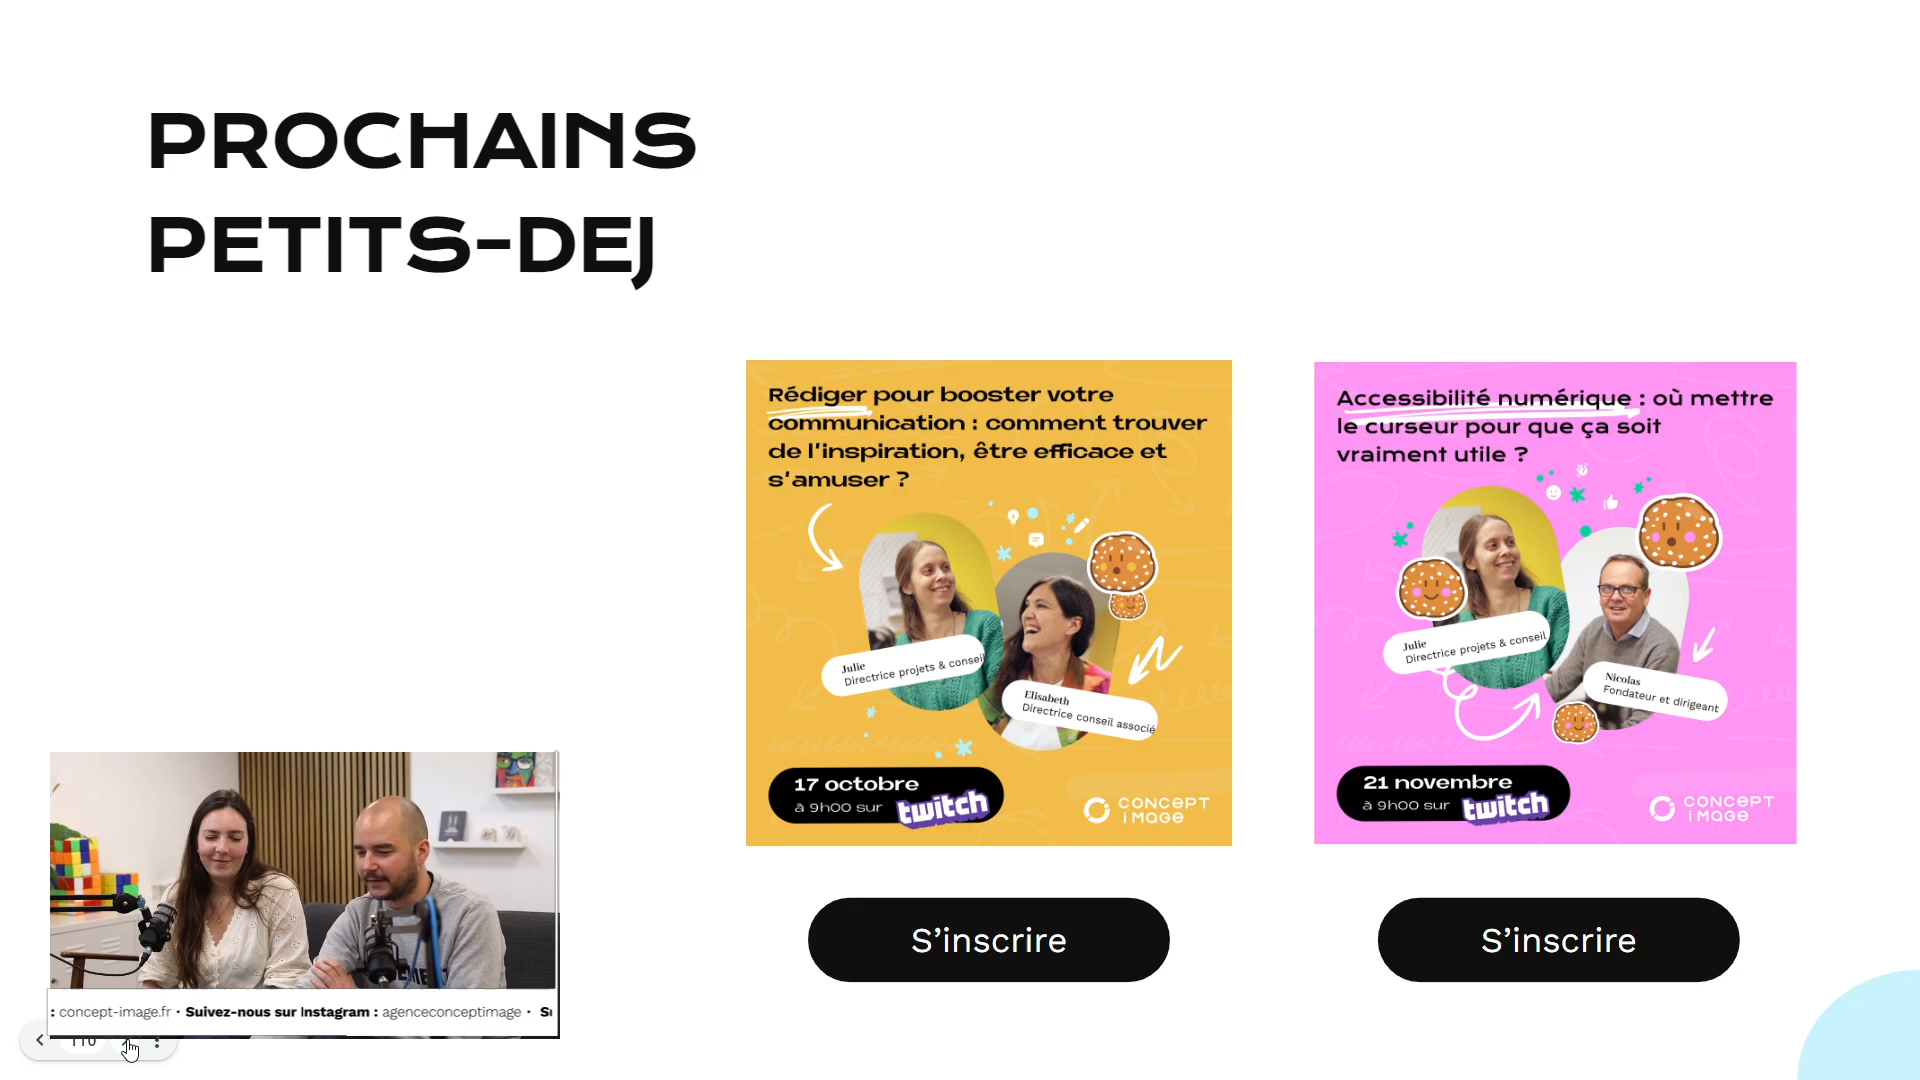 PROCHAINS
PETITS-DEJ
Rédiger pour booster votre
communication : comment trouver
de l'inspiration, être efficace et
s'amuser ?
Julie
Directrice projets & conseil
Elisabeth
Directrice conseil associé
17 octobre
à 9h00 sur twitch
CONCEPT
IMAGE
S'inscrire
Accessibilité numérique : où mettre
le curseur pour que ça soit
vraiment utile ?
Julie
Directrice projets & conseil
Nicolas
Fondateur et dirigeant
21 novembre
à 9h00 sur twitch
CONCEPT
IMAGE
S'inscrire
: concept-image.fr · Suivez-nous sur Instagram : agenceconceptimage ·
110